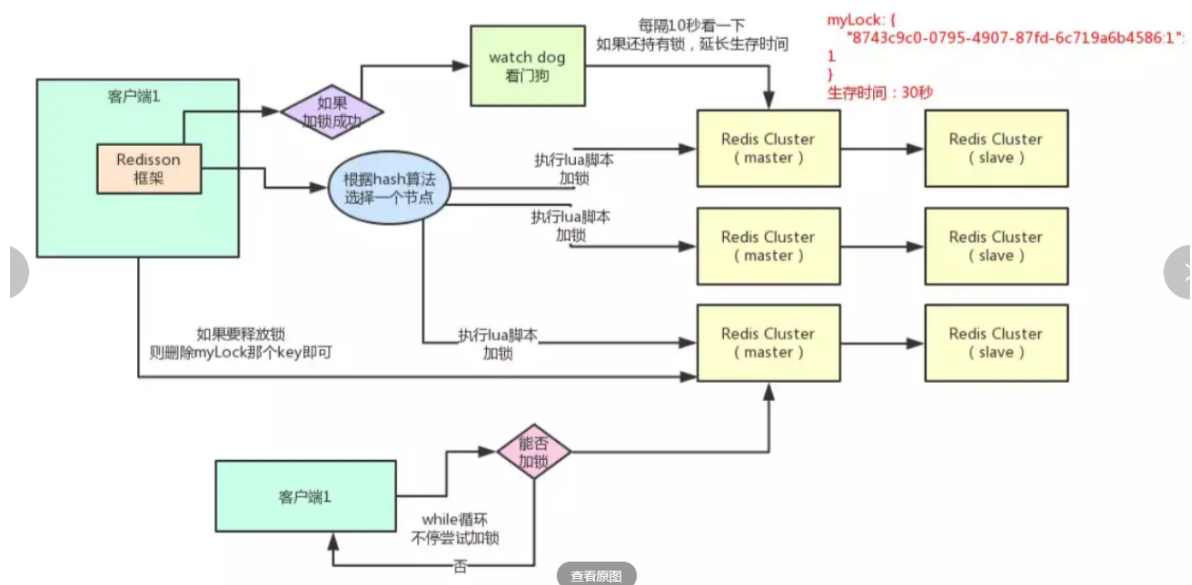 每隔10秒看一下
如果还持有锁，延长生存时间
myLock: {
"8743c9c0-0795-4907-87fd-6c719a6b4586:1":
1
}
生存时间：30秒
watch dog
看门狗
客户端1
如果
加锁成功
Redisson
框架
根据hash算法
选择一个节点
执行lua脚本
加锁
Redis Cluster
（master）
Redis Cluster
（slave）
执行lua脚本
加锁
Redis Cluster
（master）
Redis Cluster
（slave）
如果要释放锁
则删除myLock那个key即可
执行lua脚本
加锁
Redis Cluster
（master）
Redis Cluster
（slave）
能否
加锁
客户端1
while循环
不停尝试加锁
否
查看原图